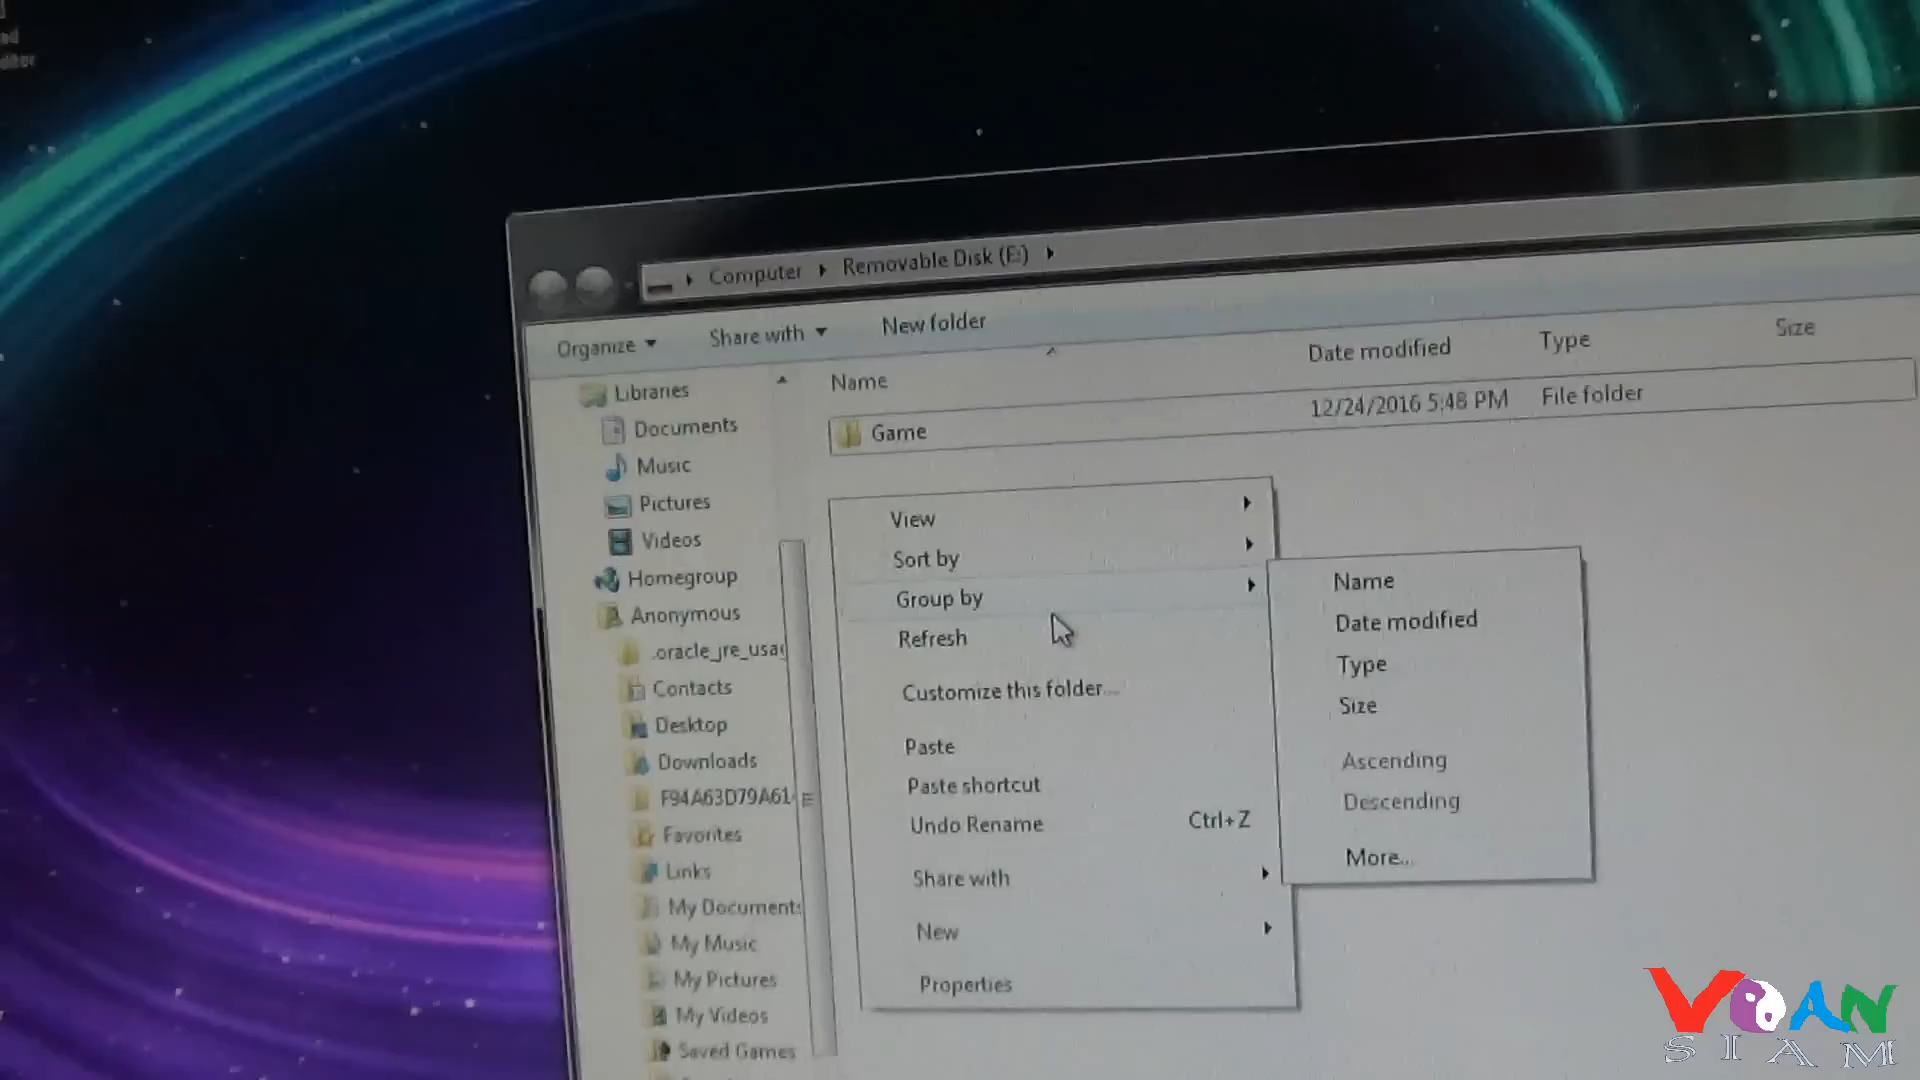 Computer
Removable Disk (E:)
Organize
Share with
New folder
Name
Date modified
Type
Size
Game
12/24/2016 5:48 PM
File folder
Libraries
Documents
Music
Pictures
Videos
Homegroup
Anonymous
.oracle_jre_usag
Contacts
Desktop
Downloads
F94A63D79A61
Favorites
Links
My Documents
My Music
My Pictures
My Videos
Saved Games
View
Sort by
Group by
Refresh
Customize this folder...
Paste
Paste shortcut
Undo Rename Ctrl+Z
Share with
New
Properties
Name
Date modified
Type
Size
Ascending
Descending
More...
VOAN
SIAM